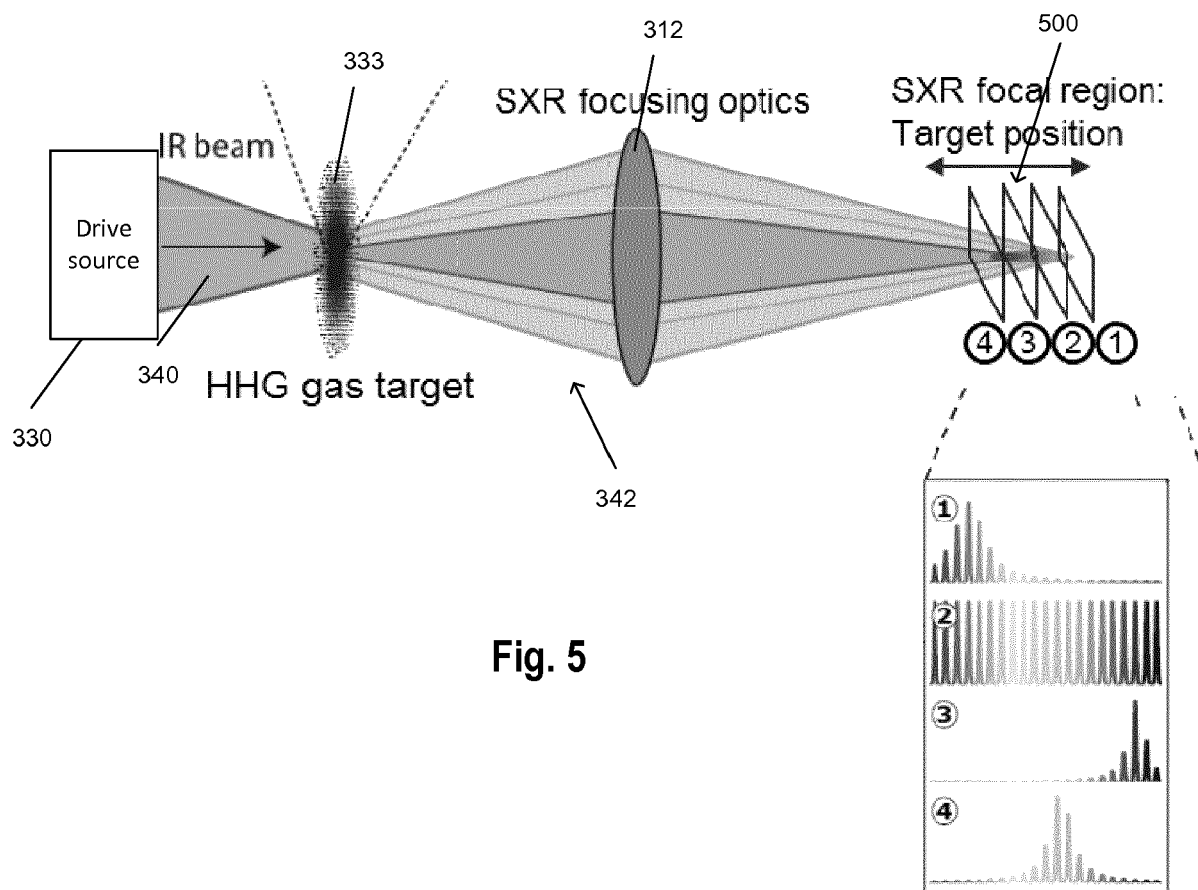 312
500
333
SXR focusing optics
SXR focal region:
Target position
IR beam
Drive
source
④ ③ ② ①
340
HHG gas target
330
342
①
②
③
④
Fig. 5